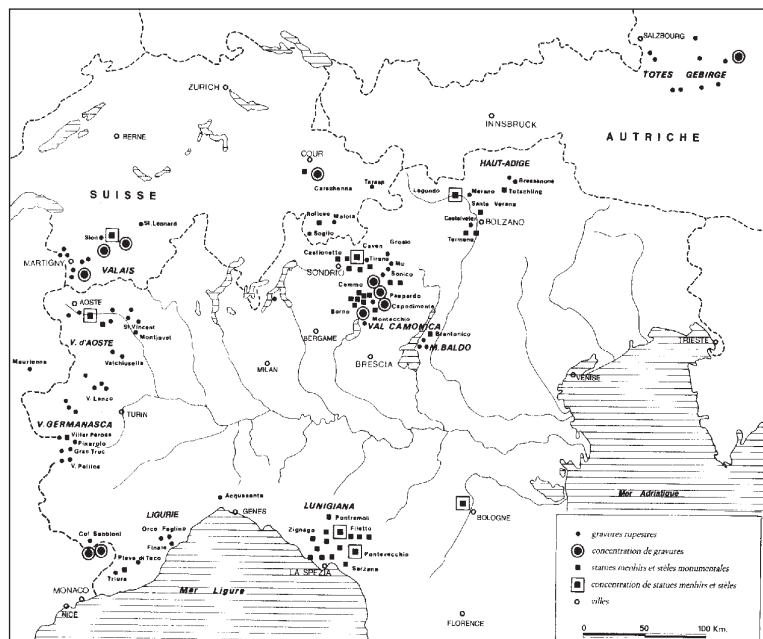 SALZBOURG
TOTES GEBIRGE
ZURICH
INNSBRUCK
BERNE
AUTRICHE
COUR
HAUT-ADIGE
Carschenna
Tarasp
Bressanone
Lagundo
Merano
Totschling
SUISSE
Santa Verena
St. Léonard
Maloja
Castelvetere
BOLZANO
Sion
Soglio
Caven
Grosio
Termeno
Castionetto
Tirano
MARTIGNY
SONDRIO
Mu
VALAIS
Sonico
Cemmo
Paspardo
AOSTE
Capodimonte
Borno
St. Vincent
Montecchio
Brentonico
Montjovet
VAL CAMONICA
TRIESTE
V. d'AOSTE
BERGAME
M. BALDO
Maurienne
Valchiusella
MILAN
BRESCIA
VENISE
V. Lanzo
TURIN
V. GERMANASCA
Villar Perosa
Pinerolo
Gran Truc
V. Pellice
Mer Adriatique
Acquasanta
LUNIGIANA
LIGURIE
GENES
Pontremoli
BOLOGNE
Orco Feglino
Zignago
Filetto
Col Sabbioni
Finale
Pontevecchio
Pieve di Teco
LA SPEZIA
Sarzana
Triora
MONACO
Mer Ligure
NICE
FLORENCE
gravures rupestres
concentration de gravures
statues menhirs et stèles monumentales
concentration de statues menhirs et stèles
villes
0 50 100 Km.